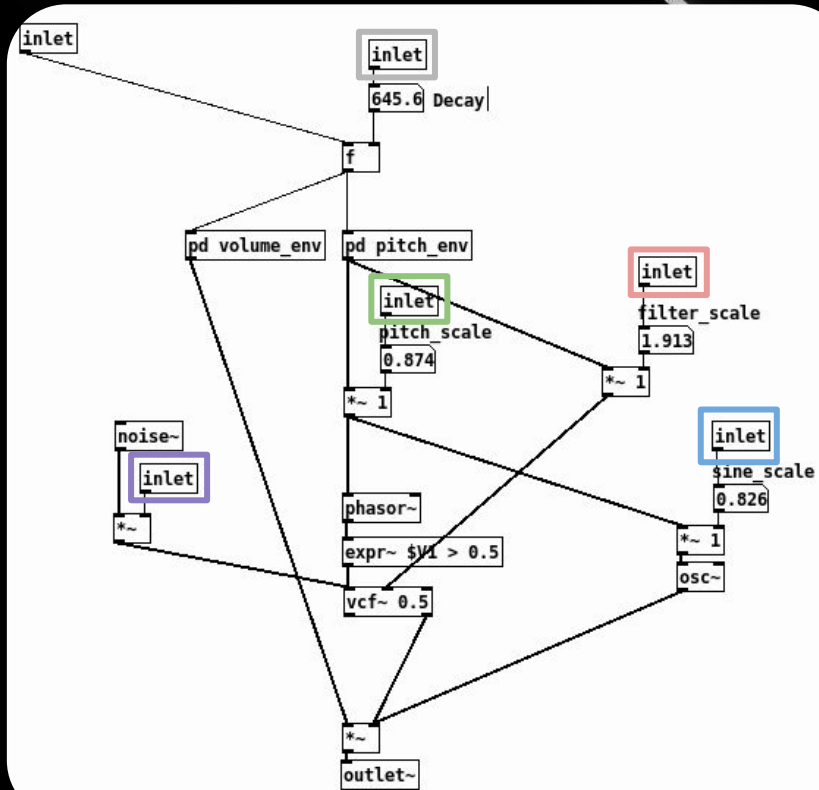 inlet
inlet
645.6 Decay
f
pd volume_env
pd pitch_env
inlet
inlet
pitch_scale
filter_scale
0.874
1.913
*~ 1
*~ 1
noise~
inlet
inlet
sine_scale
0.826
phasor~
*~
*~ 1
expr~ $V1 > 0.5
osc~
vcf~ 0.5
*~
outlet~